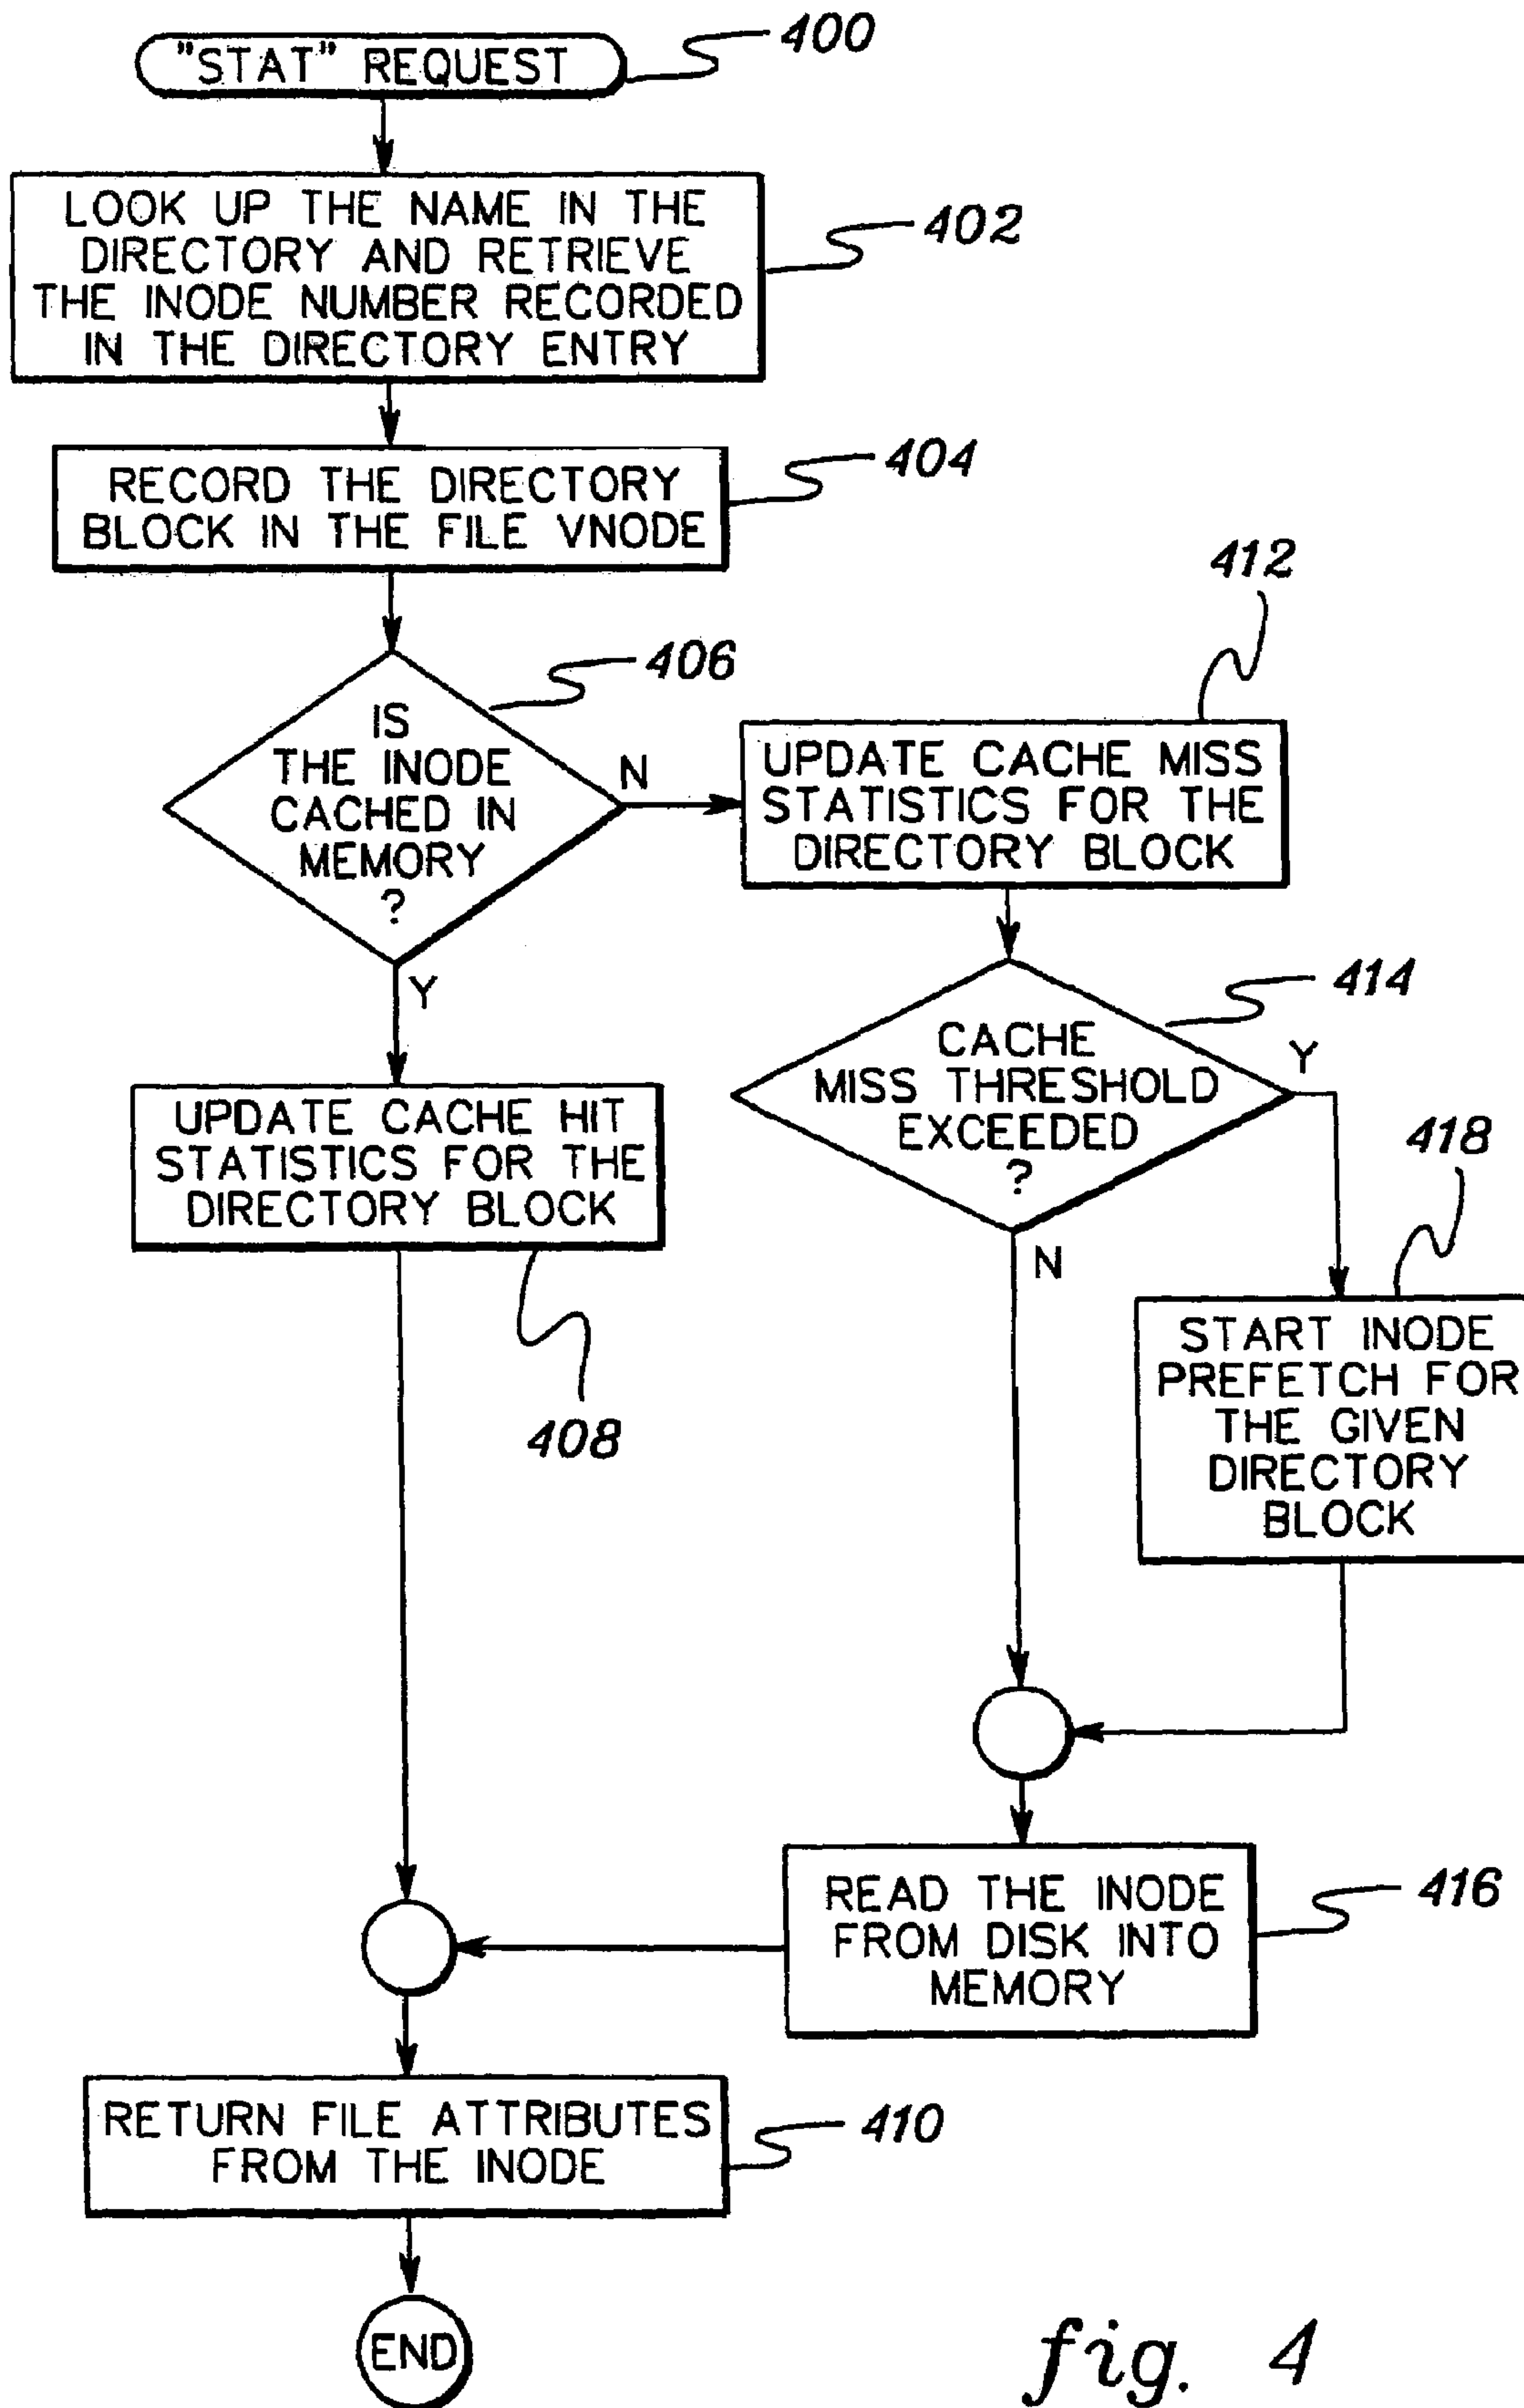 "STAT" REQUEST
400
LOOK UP THE NAME IN THE
DIRECTORY AND RETRIEVE
THE INODE NUMBER RECORDED
IN THE DIRECTORY ENTRY
402
RECORD THE DIRECTORY
BLOCK IN THE FILE VNODE
404
IS
THE INODE
CACHED IN
MEMORY
?
406
N
Y
412
UPDATE CACHE MISS
STATISTICS FOR THE
DIRECTORY BLOCK
CACHE
MISS THRESHOLD
EXCEEDED
?
414
Y
N
UPDATE CACHE HIT
STATISTICS FOR THE
DIRECTORY BLOCK
408
418
START INODE
PREFETCH FOR
THE GIVEN
DIRECTORY
BLOCK
READ THE INODE
FROM DISK INTO
MEMORY
416
RETURN FILE ATTRIBUTES
FROM THE INODE
410
END
fig. 4